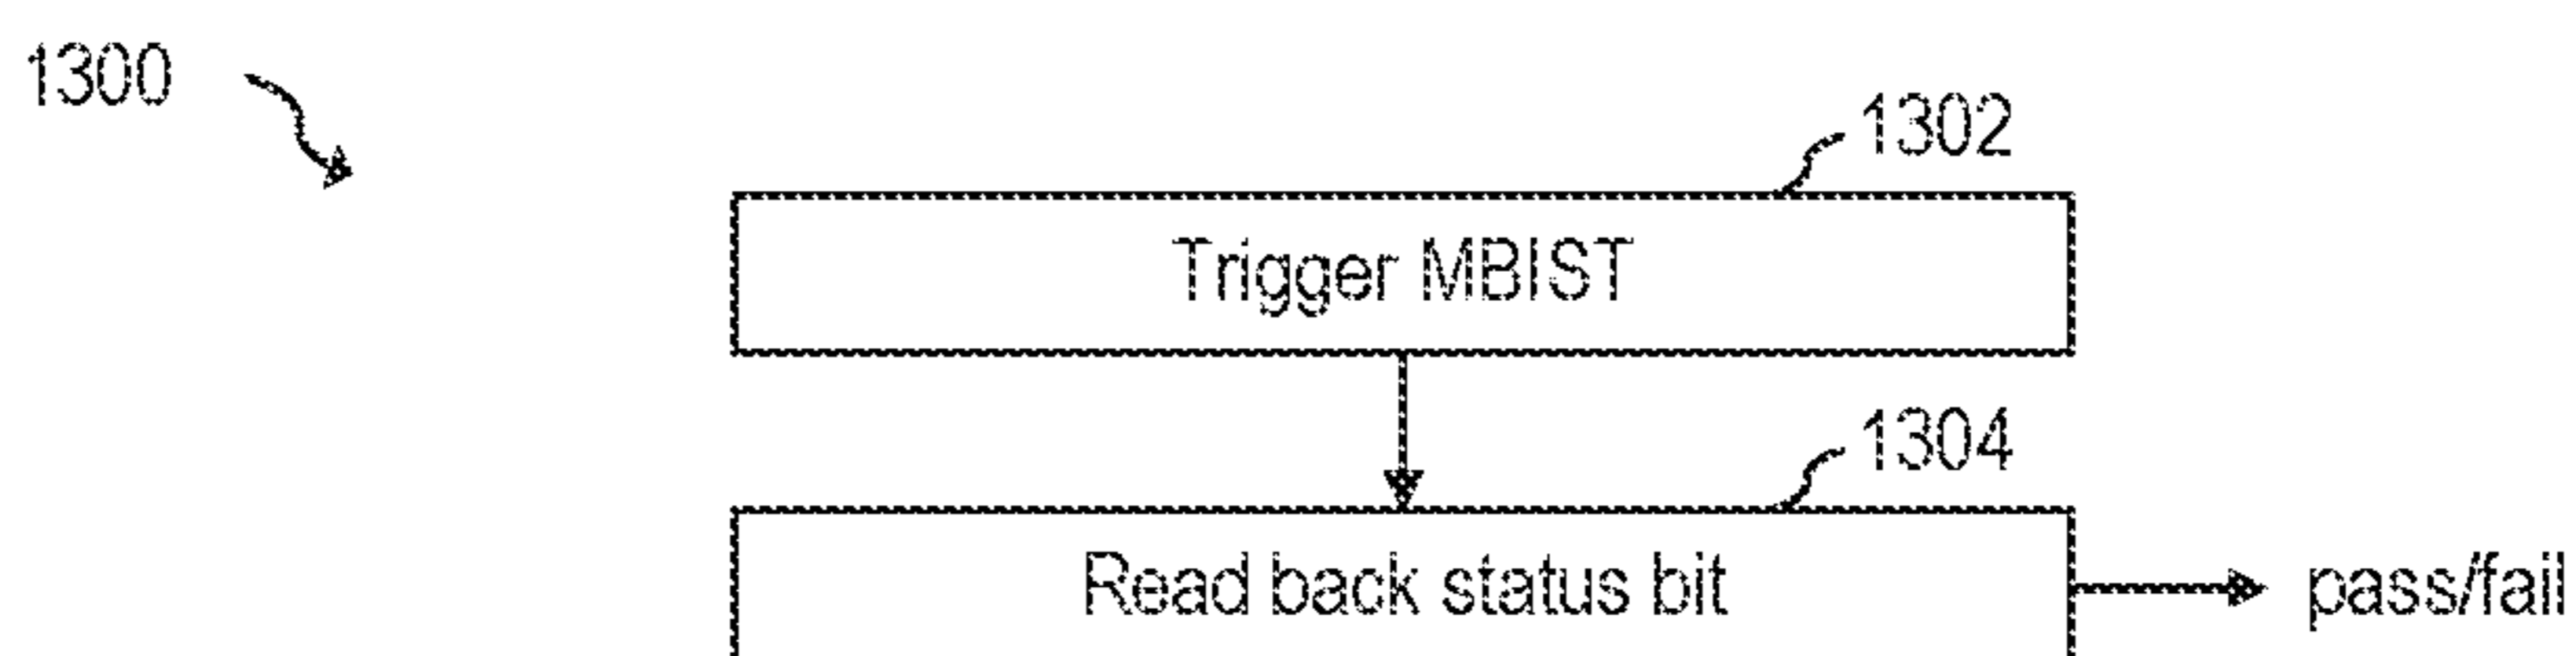 1300
1302
Trigger MBIST
1304
Read back status bit
pass/fail